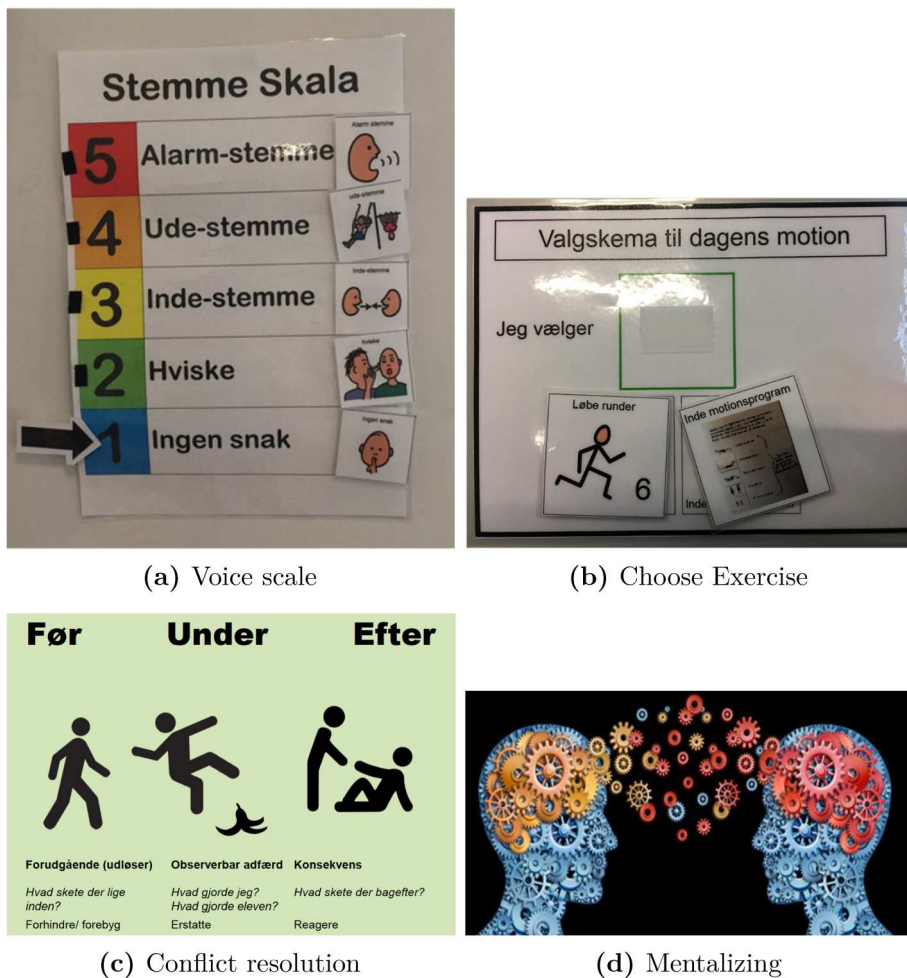 Stemme Skala
5 Alarm-stemme
Alarm stemme
4 Ude-stemme
ude-stemme
3 Inde-stemme
inde-stemme
2 Hviske
hviske
1 Ingen snak
ingen snak
(a) Voice scale
Valgskema til dagens motion
Jeg vælger
Løbe runder
6
Inde motionsprogram
Inde
(b) Choose Exercise
Før Under Efter
Forudgående (udløser) Observerbar adfærd Konsekvens
Hvad skete der lige Hvad gjorde jeg? Hvad skete der bagefter?
inden? Hvad gjorde eleven?
Forhindre/ forebyg Erstatte Reagere
(c) Conflict resolution
(d) Mentalizing